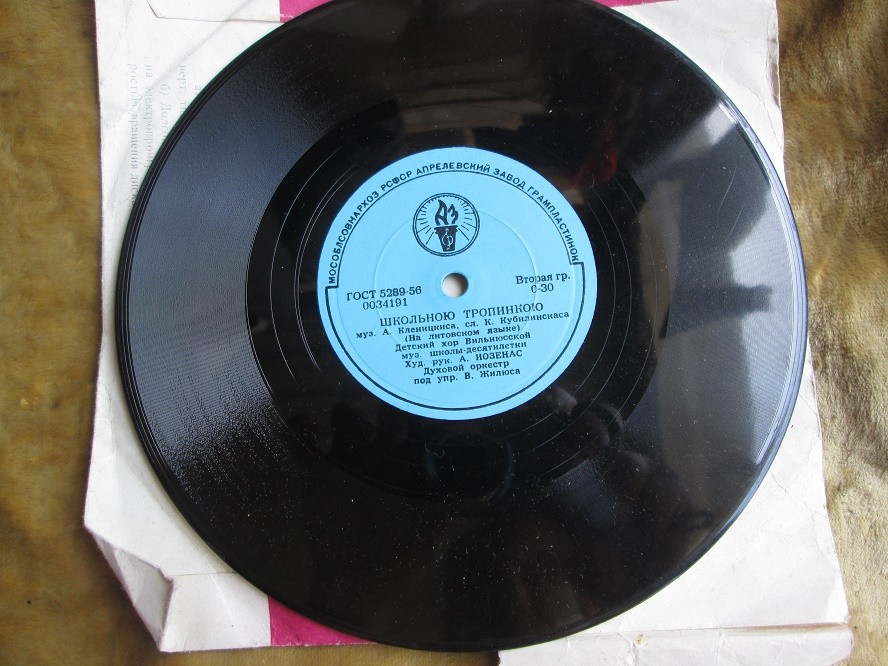 МОСОБЛСОВНАРХОЗ РСФСР АПРЕЛЕВСКИЙ ЗАВОД ГРАМПЛАСТИНОК
АЗ
ГОСТ 5289-56
Вторая гр.
0034191
0-30
ШКОЛЬНОЮ ТРОПИНКОЮ
муз. А. Кленицкиса, сл. К. Кубилинскаса
(На литовском языке)
Детский хор Вильнюсской
муз. школы-десятилетки
Худ. рук. А. ИОЗЕНАС
Духовой оркестр
под упр. В. Жилюса